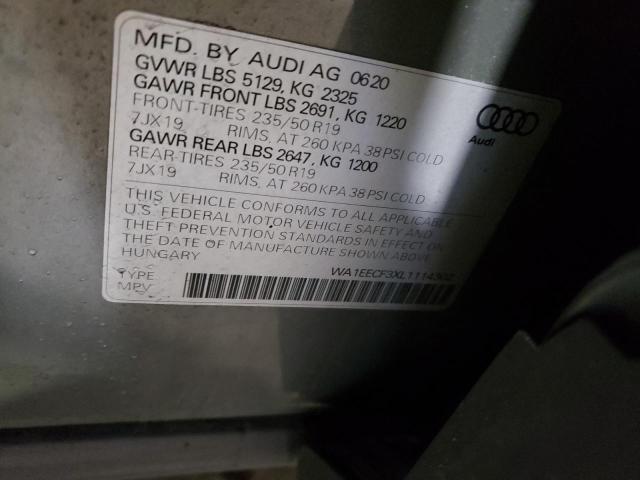 MFD. BY AUDI AG 0620
GVWR LBS 5129, KG 2325
GAWR FRONT LBS 2691, KG 1220
FRONT-TIRES 235/50 R19
7JX19 RIMS, AT 260 KPA 38 PSI COLD
GAWR REAR LBS 2647, KG 1200
REAR-TIRES 235/50 R19
7JX19 RIMS, AT 260 KPA 38 PSI COLD
Audi
THIS VEHICLE CONFORMS TO ALL APPLICABLE
U.S. FEDERAL MOTOR VEHICLE SAFETY AND
THEFT PREVENTION STANDARDS IN EFFECT ON
THE DATE OF MANUFACTURE SHOWN ABOVE
HUNGARY
TYPE
MPV